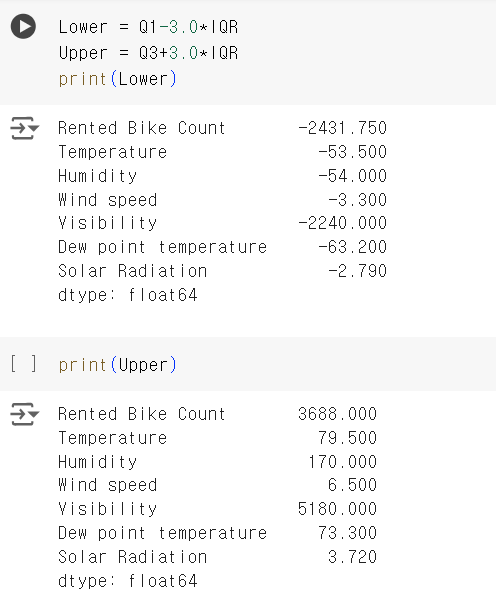 Lower = Q1-3.0*IQR
Upper = Q3+3.0*IQR
print(Lower)
Rented Bike Count -2431.750
Temperature -53.500
Humidity -54.000
Wind speed -3.300
Visibility -2240.000
Dew point temperature -63.200
Solar Radiation -2.790
dtype: float64
[ ] print(Upper)
Rented Bike Count 3688.000
Temperature 79.500
Humidity 170.000
Wind speed 6.500
Visibility 5180.000
Dew point temperature 73.300
Solar Radiation 3.720
dtype: float64